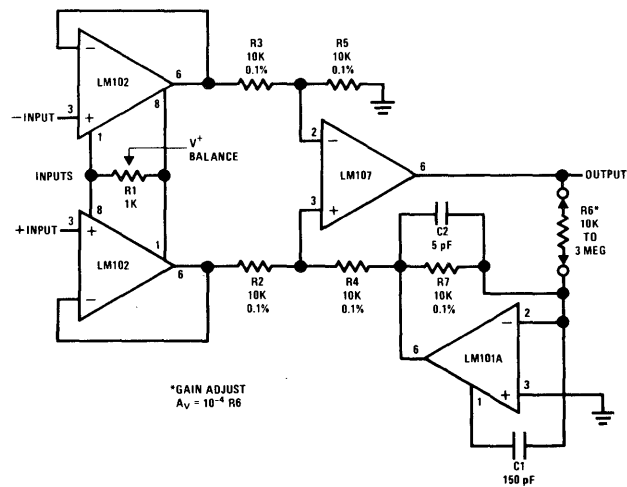 R3
10K
0.1%
R5
10K
0.1%
−
LM102
6
8
−INPUT
3
+
1
V+
BALANCE
INPUTS
R1
1K
2
−
LM107
6
OUTPUT
3
+
8
+INPUT
3
+
1
LM102
6
−
C2
5 pF
R6*
10K
TO
3 MEG
R2
10K
0.1%
R4
10K
0.1%
R7
10K
0.1%
2
−
6
LM101A
3
+
1
*GAIN ADJUST
AV = 10⁻⁴ R6
C1
150 pF